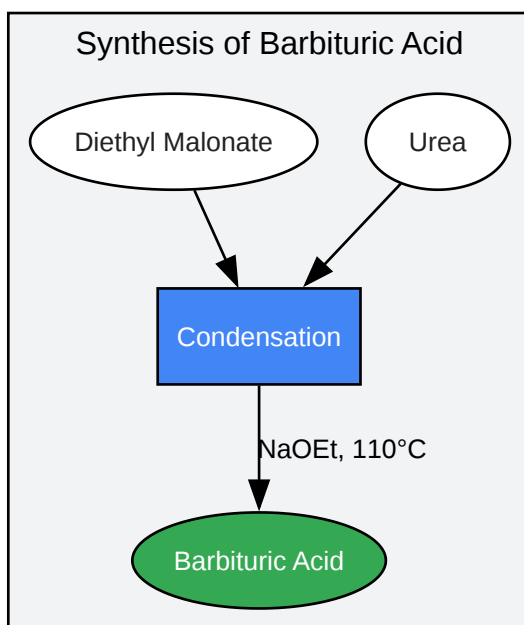 Synthesis of Barbituric Acid
Diethyl Malonate
Urea
Condensation
NaOEt, 110°C
Barbituric Acid